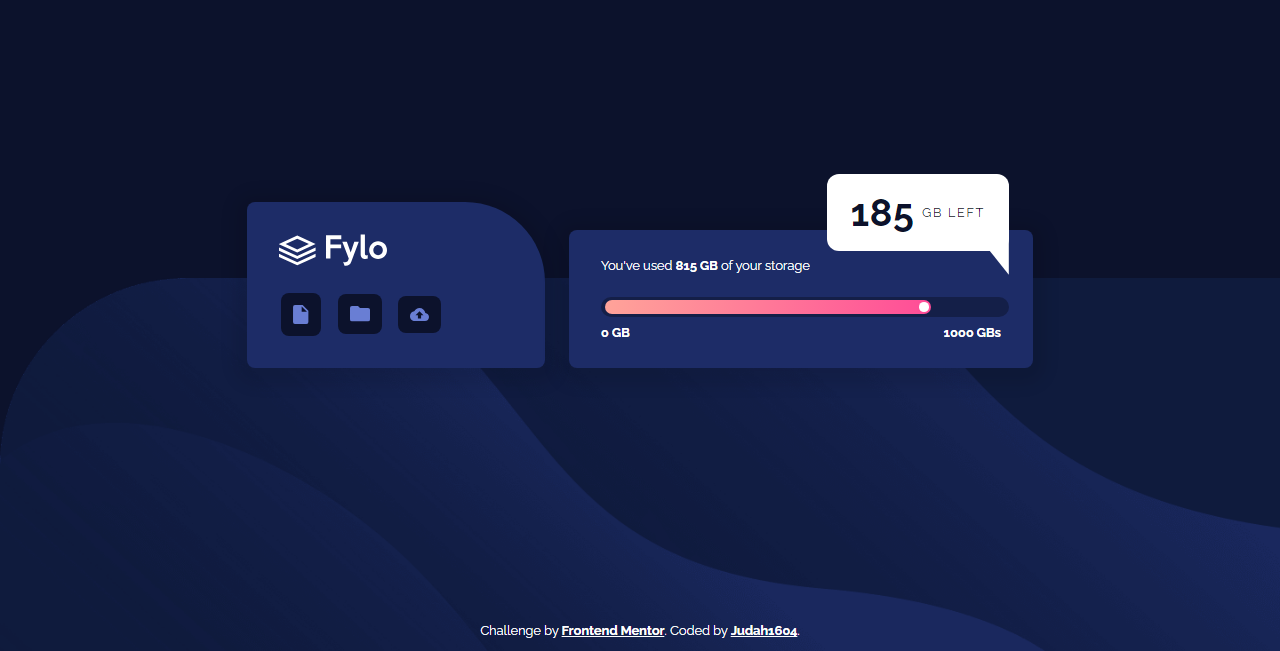 185 GB LEFT
Fylo
You've used 815 GB of your storage
0 GB 1000 GBs
Challenge by Frontend Mentor. Coded by Judah1604.